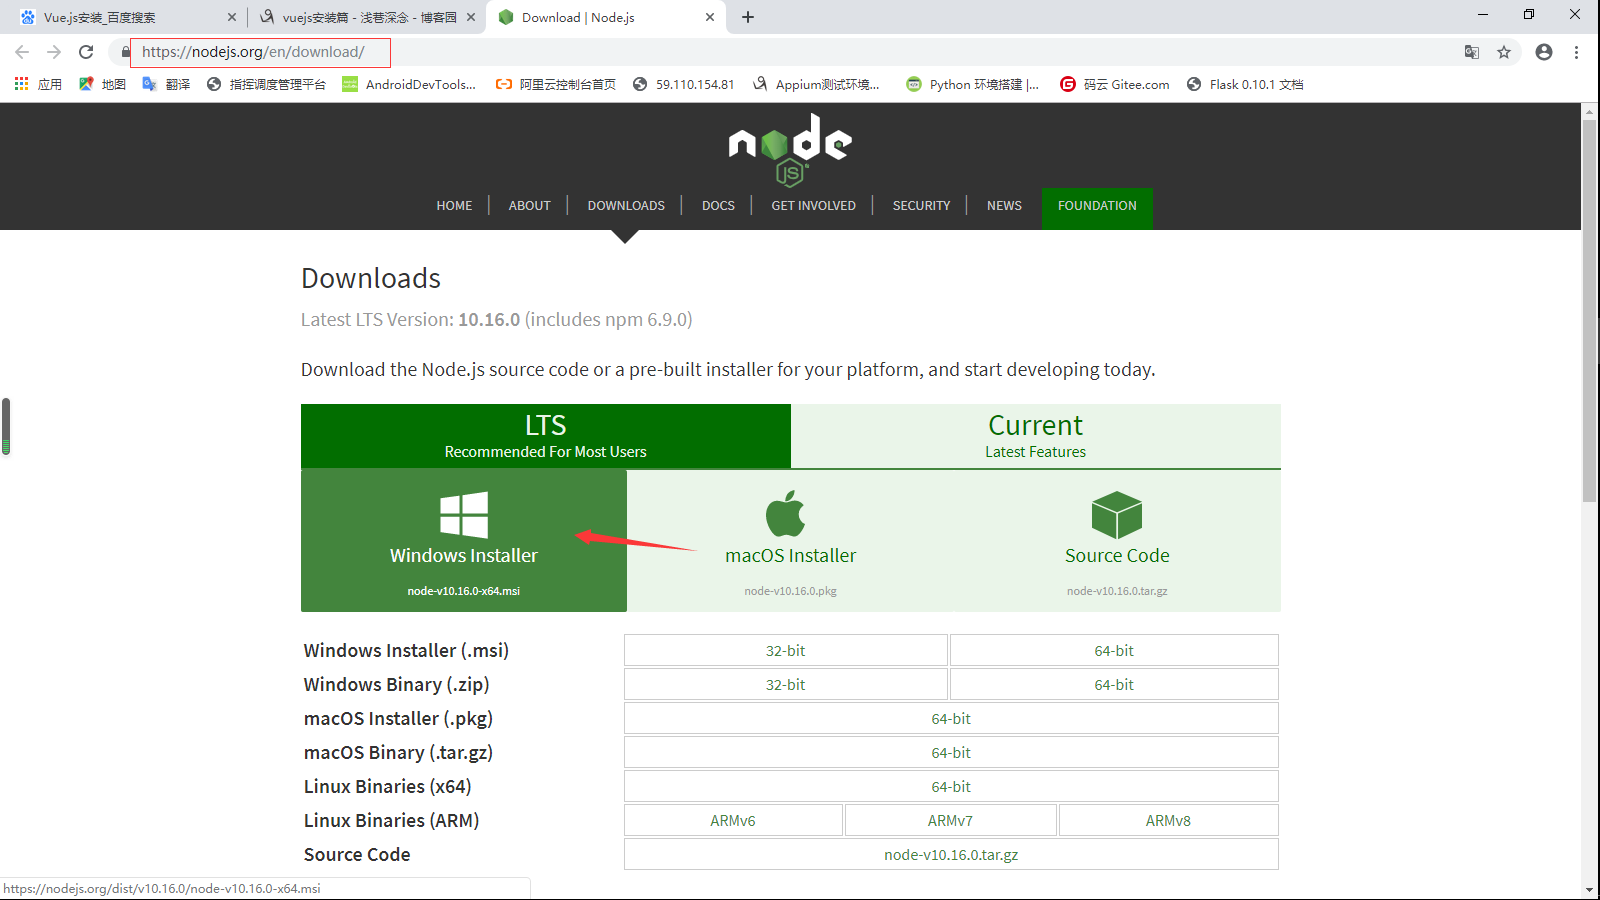 Vue.js安装_百度搜索
vuejs安装篇 - 浅巷深念 - 博客园
Download | Node.js
https://nodejs.org/en/download/
应用
地图
翻译
指挥调度管理平台
AndroidDevTools...
阿里云控制台首页
59.110.154.81
Appium测试环境...
Python 环境搭建 |...
码云 Gitee.com
Flask 0.10.1 文档
node
JS
HOME
ABOUT
DOWNLOADS
DOCS
GET INVOLVED
SECURITY
NEWS
FOUNDATION
Downloads
Latest LTS Version: 10.16.0 (includes npm 6.9.0)
Download the Node.js source code or a pre-built installer for your platform, and start developing today.
LTS
Recommended For Most Users
Current
Latest Features
Windows Installer
node-v10.16.0-x64.msi
macOS Installer
node-v10.16.0.pkg
Source Code
node-v10.16.0.tar.gz
Windows Installer (.msi) 32-bit 64-bit
Windows Binary (.zip) 32-bit 64-bit
macOS Installer (.pkg) 64-bit
macOS Binary (.tar.gz) 64-bit
Linux Binaries (x64) 64-bit
Linux Binaries (ARM) ARMv6 ARMv7 ARMv8
Source Code node-v10.16.0.tar.gz
https://nodejs.org/dist/v10.16.0/node-v10.16.0-x64.msi